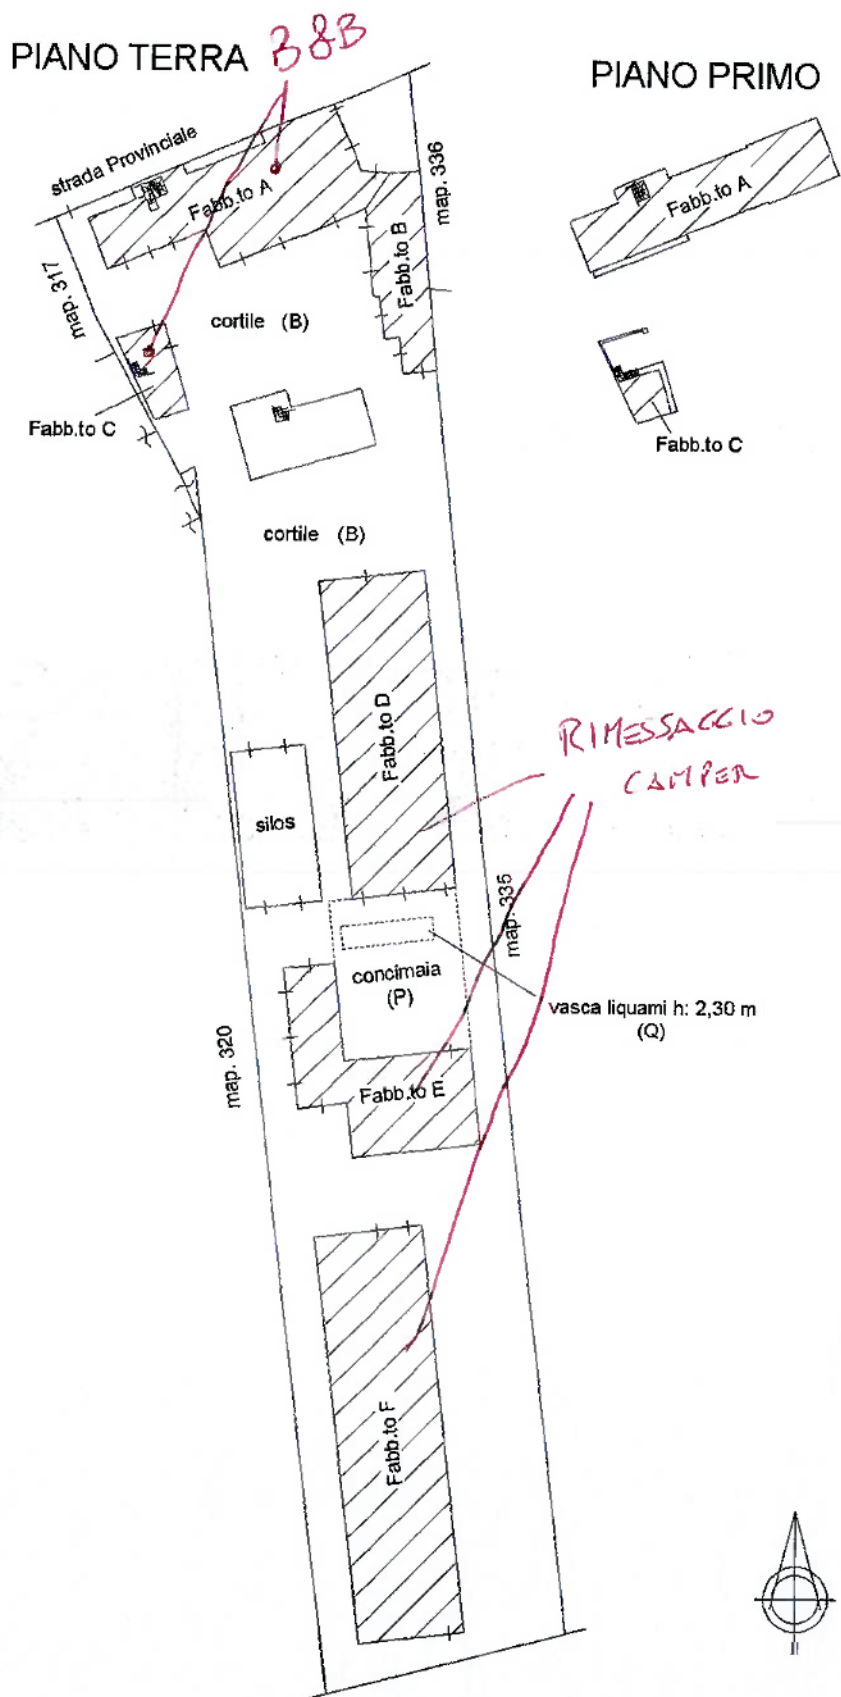 PIANO TERRA B&B
PIANO PRIMO
strada Provinciale
Fabb.to A
map. 336
Fabb.to A
Fabb.to B
map. 317
cortile (B)
Fabb.to C
Fabb.to C
cortile (B)
Fabb.to D
RIMESSAGGIO
CAMPER
silos
map. 335
concimaia
(P)
vasca liquami h: 2,30 m
(Q)
map. 320
Fabb.to E
Fabb.to F